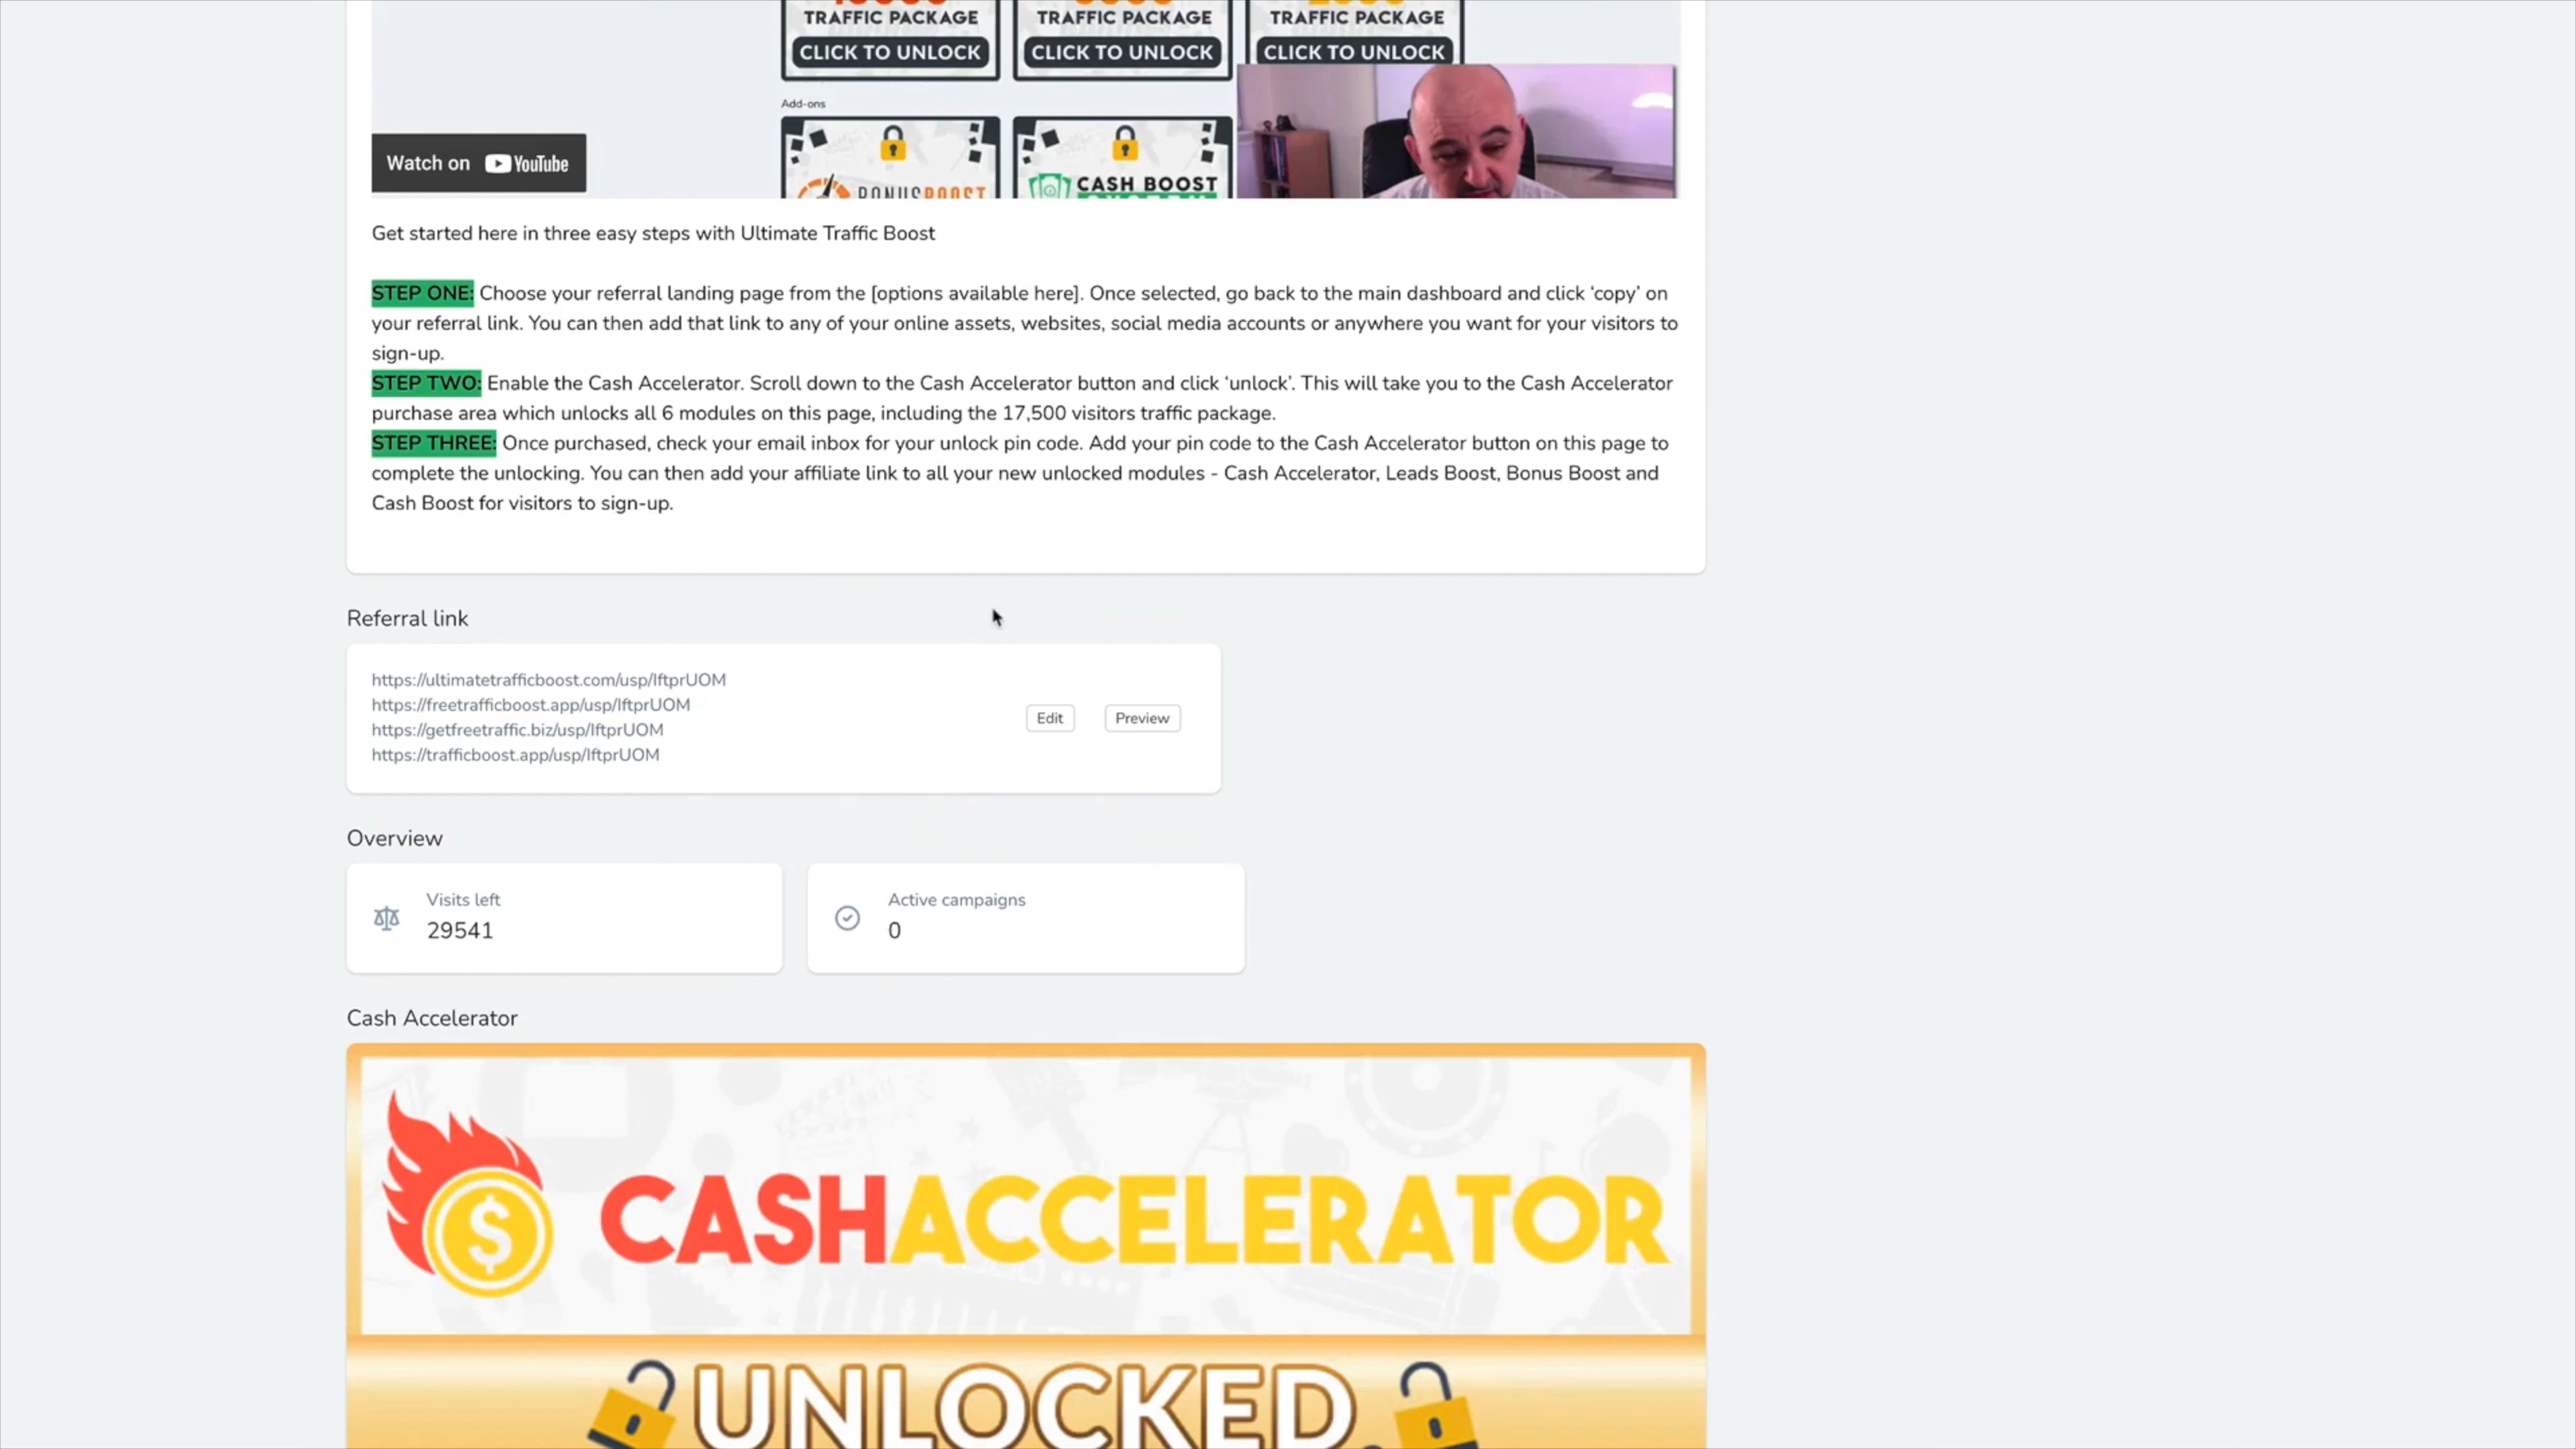 TRAFFIC PACKAGE TRAFFIC PACKAGE TRAFFIC PACKAGE
CLICK TO UNLOCK CLICK TO UNLOCK CLICK TO UNLOCK
Add-ons
Watch on YouTube
BONUSBOOST CASH BOOST
Get started here in three easy steps with Ultimate Traffic Boost
STEP ONE: Choose your referral landing page from the [options available here]. Once selected, go back to the main dashboard and click ‘copy’ on
your referral link. You can then add that link to any of your online assets, websites, social media accounts or anywhere you want for your visitors to
sign-up.
STEP TWO: Enable the Cash Accelerator. Scroll down to the Cash Accelerator button and click ‘unlock’. This will take you to the Cash Accelerator
purchase area which unlocks all 6 modules on this page, including the 17,500 visitors traffic package.
STEP THREE: Once purchased, check your email inbox for your unlock pin code. Add your pin code to the Cash Accelerator button on this page to
complete the unlocking. You can then add your affiliate link to all your new unlocked modules - Cash Accelerator, Leads Boost, Bonus Boost and
Cash Boost for visitors to sign-up.
Referral link
https://ultimatetrafficboost.com/usp/lftprUOM
https://freetrafficboost.app/usp/lftprUOM
https://getfreetraffic.biz/usp/lftprUOM
https://trafficboost.app/usp/lftprUOM
Edit Preview
Overview
Visits left
29541
Active campaigns
0
Cash Accelerator
CASHACCELERATOR
UNLOCKED